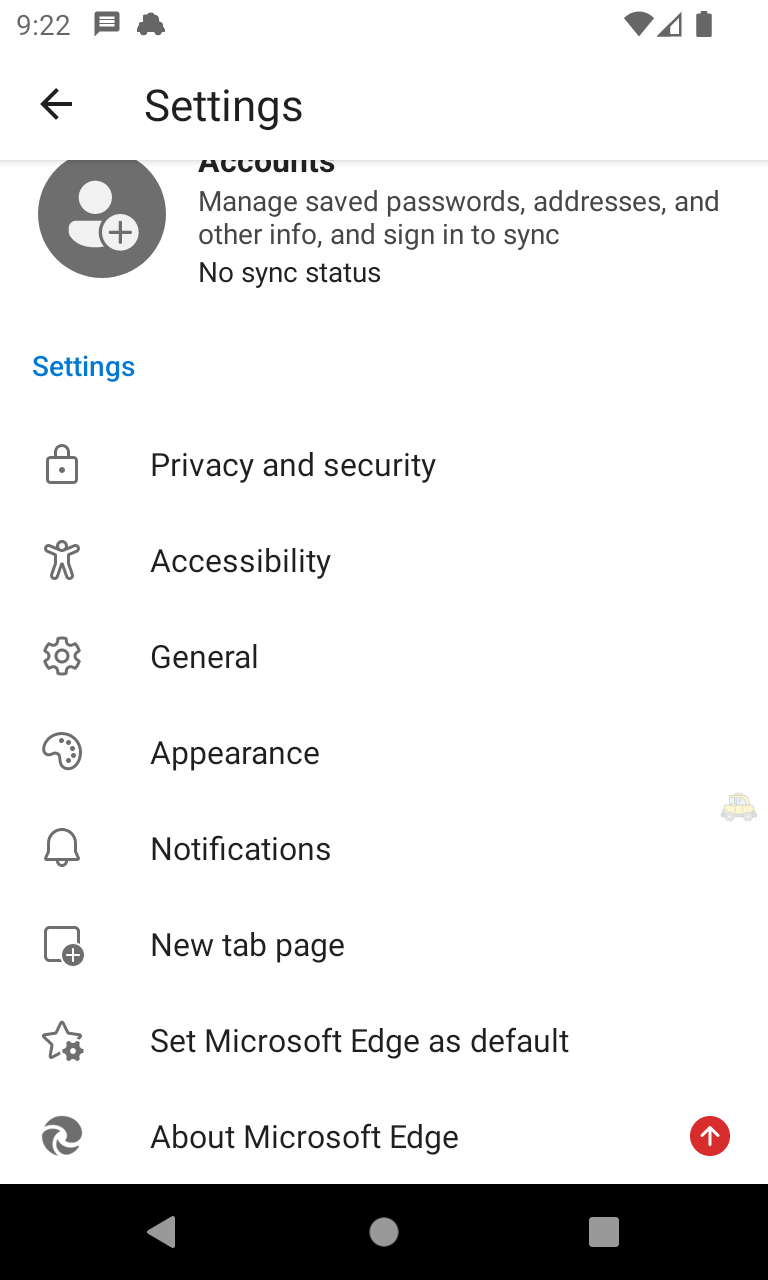 9:22
Settings
Accounts
Manage saved passwords, addresses, and
other info, and sign in to sync
No sync status
Settings
Privacy and security
Accessibility
General
Appearance
Notifications
New tab page
Set Microsoft Edge as default
About Microsoft Edge